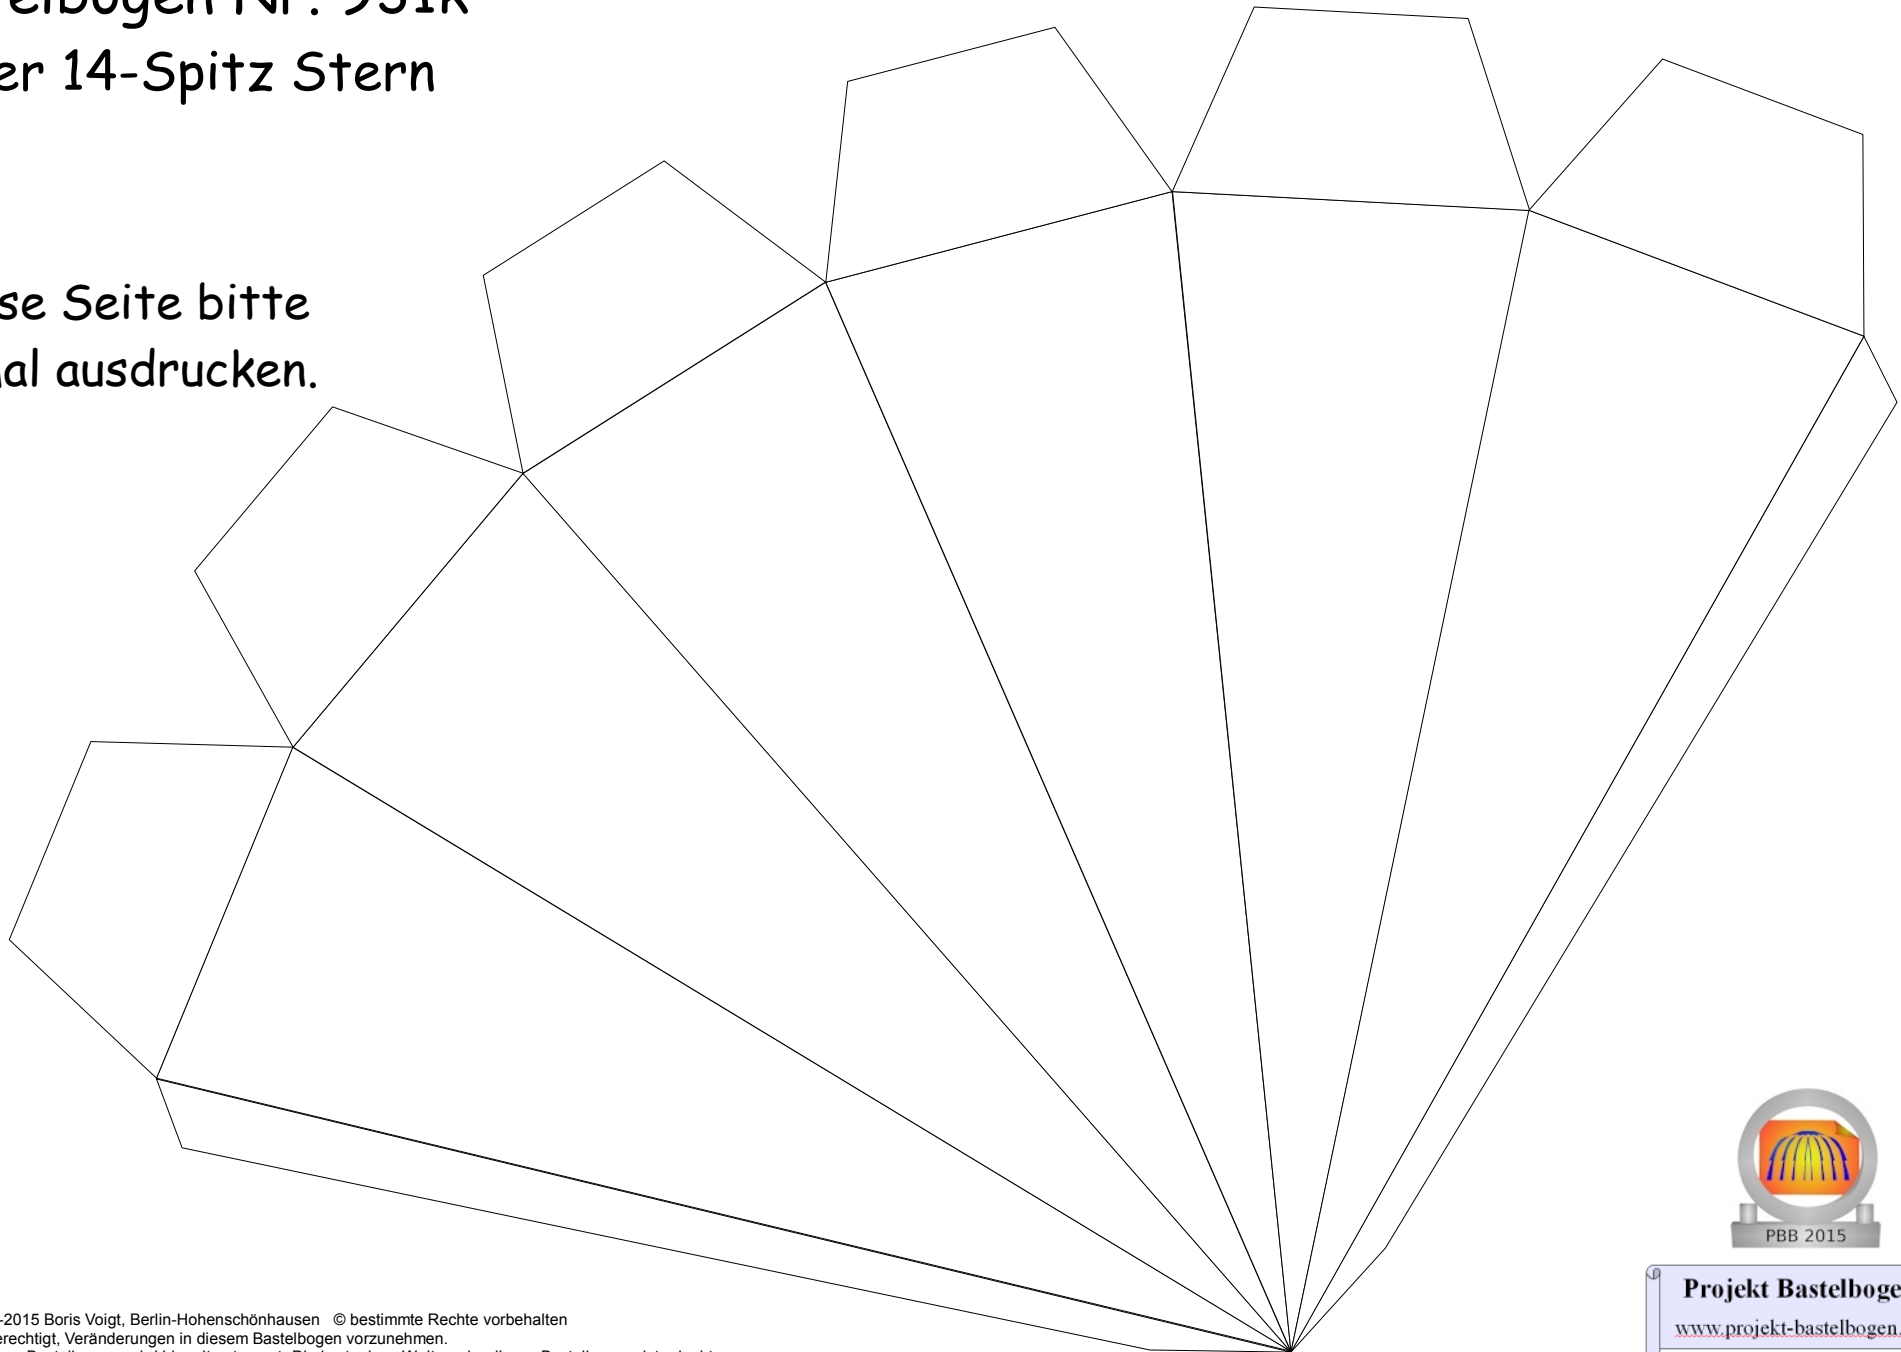 elbogen Nr. 931k
er 14-Spitz Stern
se Seite bitte
al ausdrucken.
PBB 2015
Projekt Bastelboge
www.projekt-bastelbogen.
-2015 Boris Voigt, Berlin-Hohenschönhausen © bestimmte Rechte vorbehalten
erechtigt, Veränderungen in diesem Bastelbogen vorzunehmen.